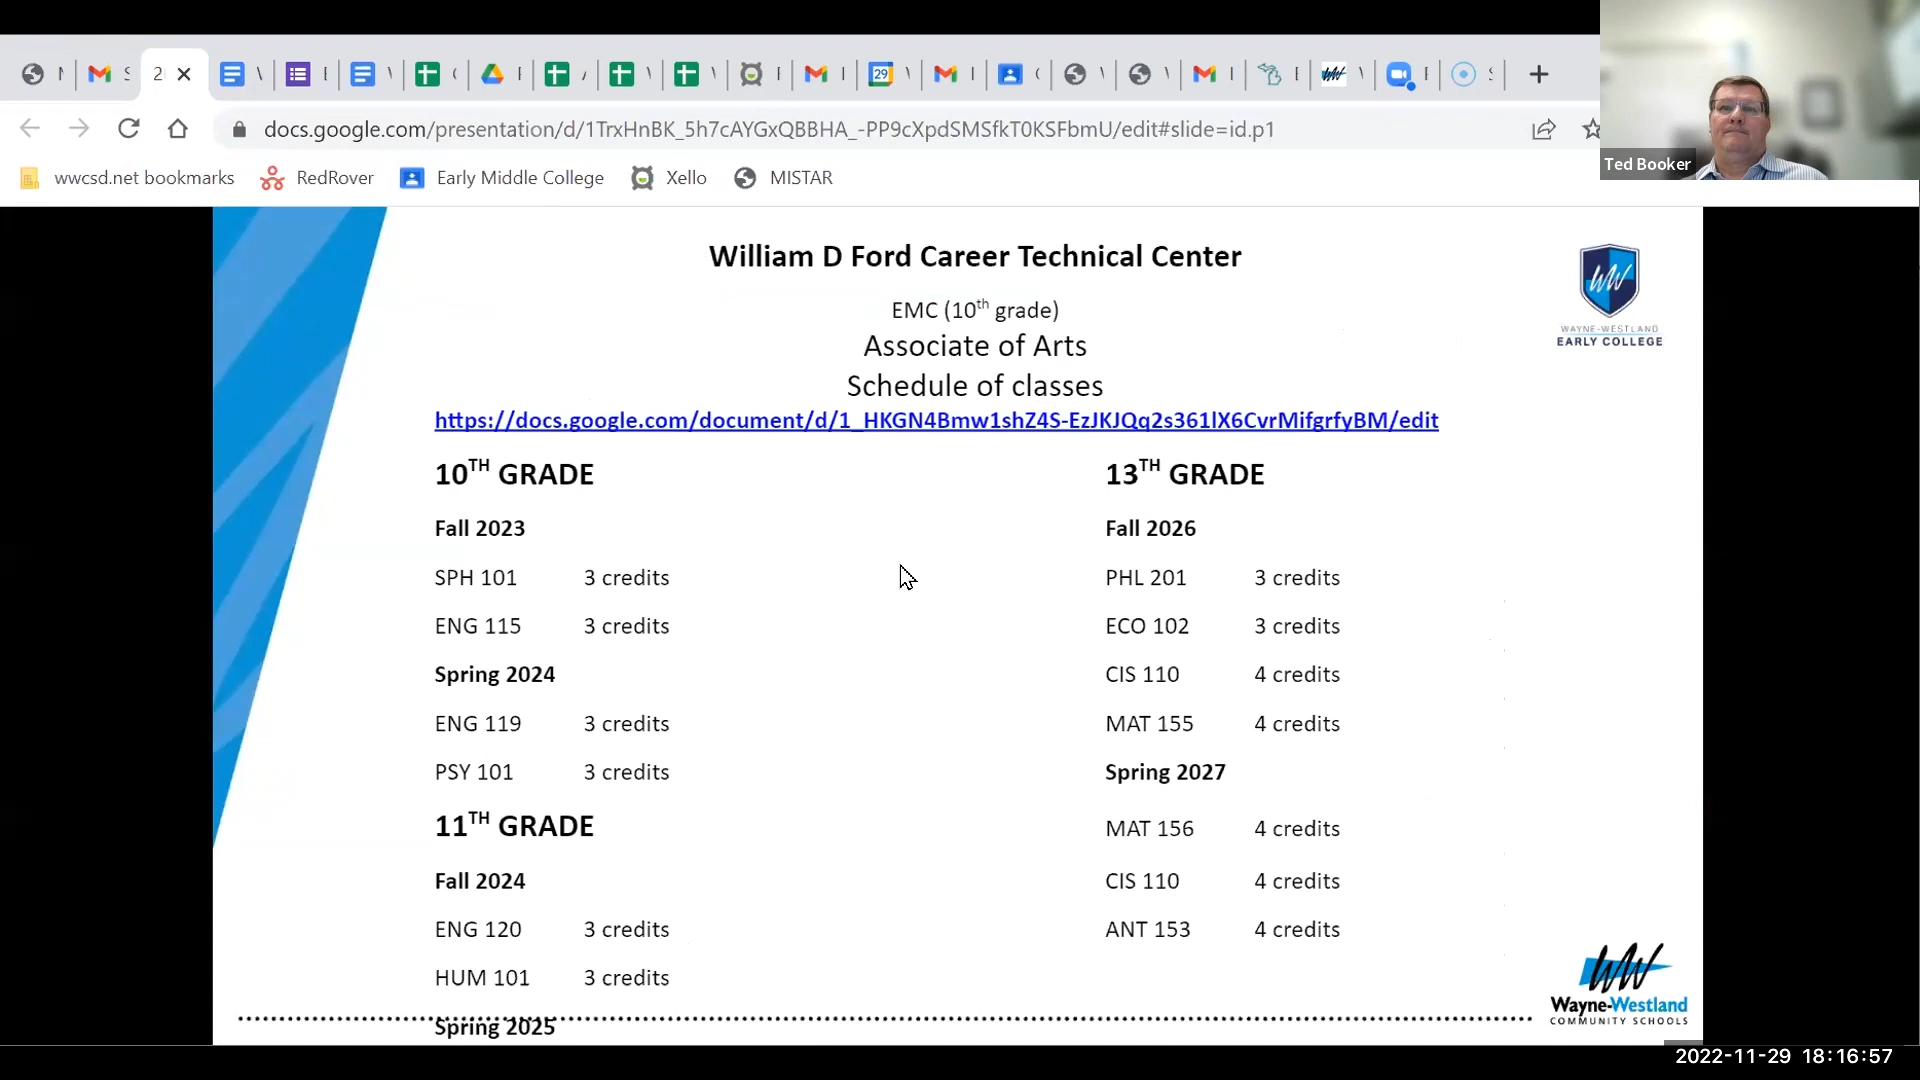 2
29
docs.google.com/presentation/d/1TrxHnBK_5h7cAYGxQBBHA_-PP9cXpdSMSfkT0KSFbmU/edit#slide=id.p1
wwcsd.net bookmarks RedRover Early Middle College Xello MISTAR
Ted Booker
William D Ford Career Technical Center
EMC (10th grade)
Associate of Arts
Schedule of classes
https://docs.google.com/document/d/1_HKGN4Bmw1shZ4S-EzJKJQq2s361lX6CvrMifgrfyBM/edit
WW
WAYNE-WESTLAND
EARLY COLLEGE
10TH GRADE
Fall 2023
SPH 101 3 credits
ENG 115 3 credits
Spring 2024
ENG 119 3 credits
PSY 101 3 credits
11TH GRADE
Fall 2024
ENG 120 3 credits
HUM 101 3 credits
Spring 2025
13TH GRADE
Fall 2026
PHL 201 3 credits
ECO 102 3 credits
CIS 110 4 credits
MAT 155 4 credits
Spring 2027
MAT 156 4 credits
CIS 110 4 credits
ANT 153 4 credits
WW
Wayne-Westland
COMMUNITY SCHOOLS
2022-11-29 18:16:57